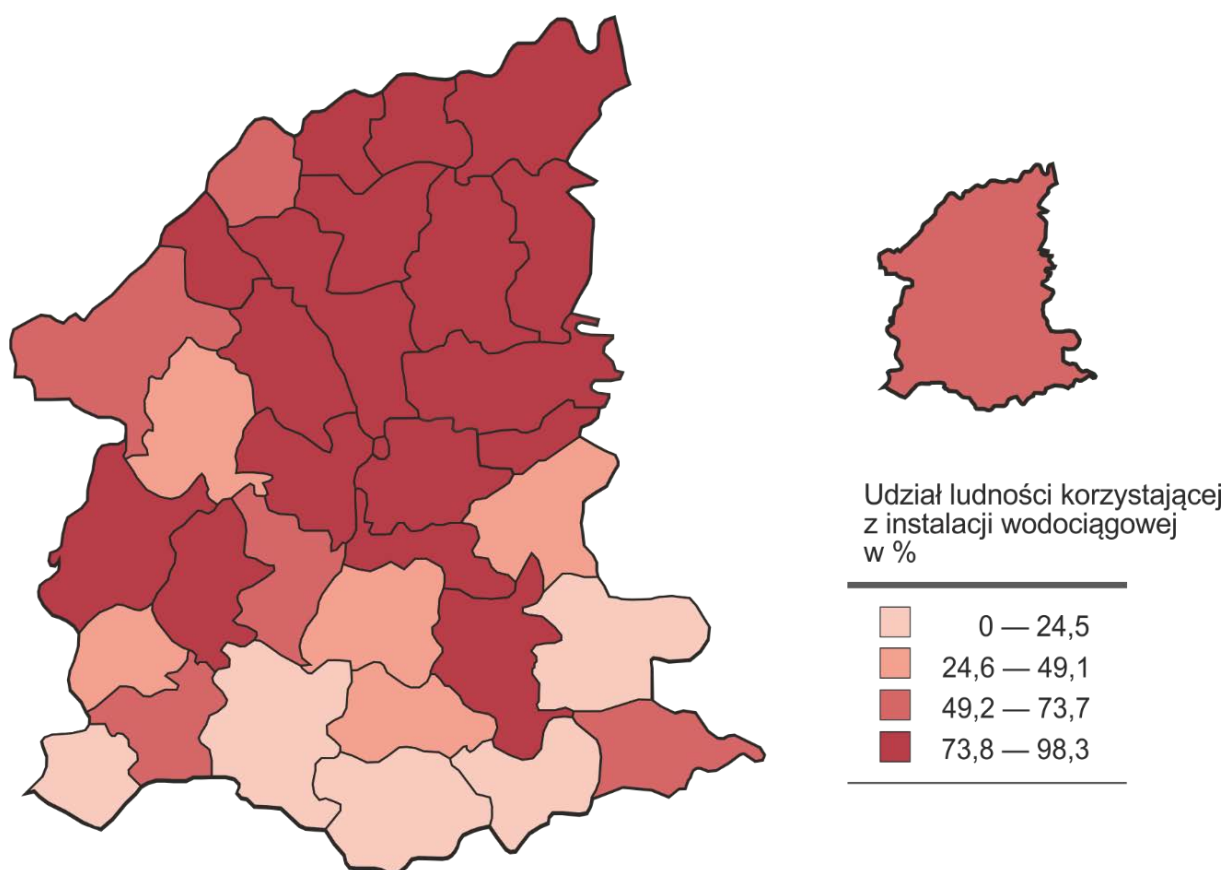 Udział ludności korzystającej
z instalacji wodociągowej
w %
0 — 24,5
24,6 — 49,1
49,2 — 73,7
73,8 — 98,3